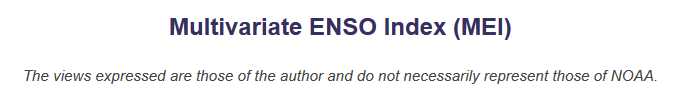 Multivariate ENSO Index (MEI)
The views expressed are those of the author and do not necessarily represent those of NOAA.